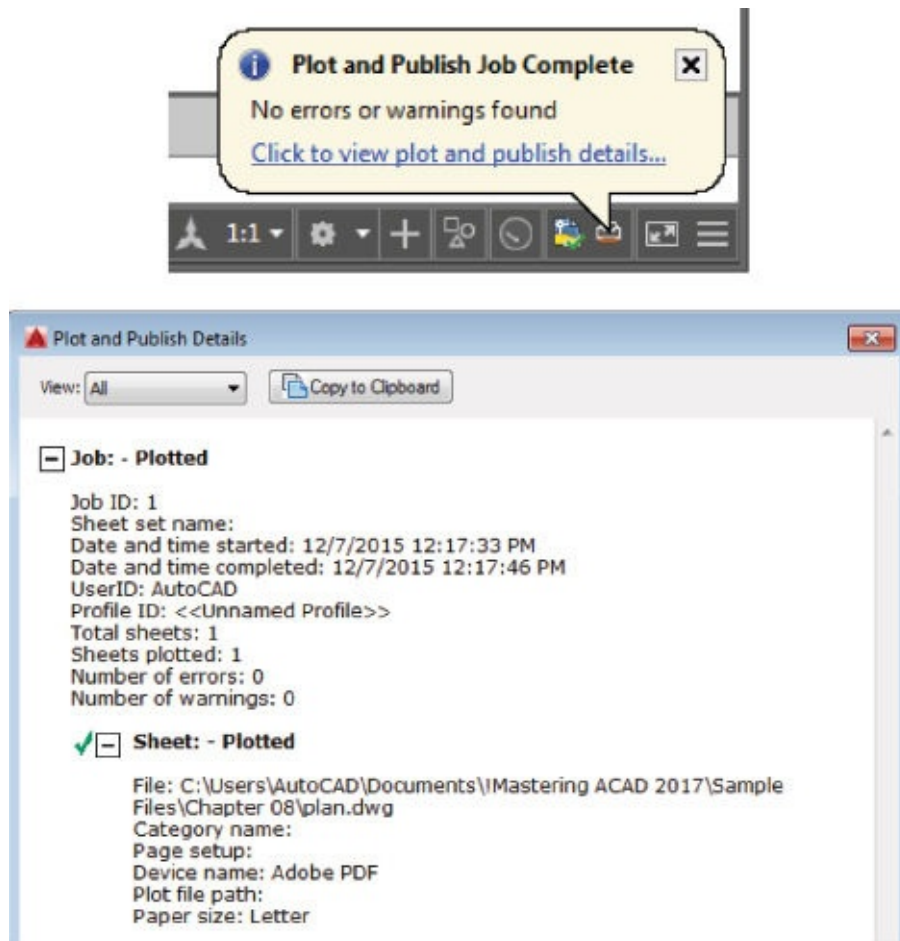 Plot and Publish Job Complete
No errors or warnings found
Click to view plot and publish details...
1:1
Plot and Publish Details
View: All
Copy to Clipboard
Job: - Plotted
Job ID: 1
Sheet set name:
Date and time started: 12/7/2015 12:17:33 PM
Date and time completed: 12/7/2015 12:17:46 PM
UserID: AutoCAD
Profile ID: <<Unnamed Profile>>
Total sheets: 1
Sheets plotted: 1
Number of errors: 0
Number of warnings: 0
Sheet: - Plotted
File: C:\Users\AutoCAD\Documents\!Mastering ACAD 2017\Sample
Files\Chapter 08\plan.dwg
Category name:
Page setup:
Device name: Adobe PDF
Plot file path:
Paper size: Letter